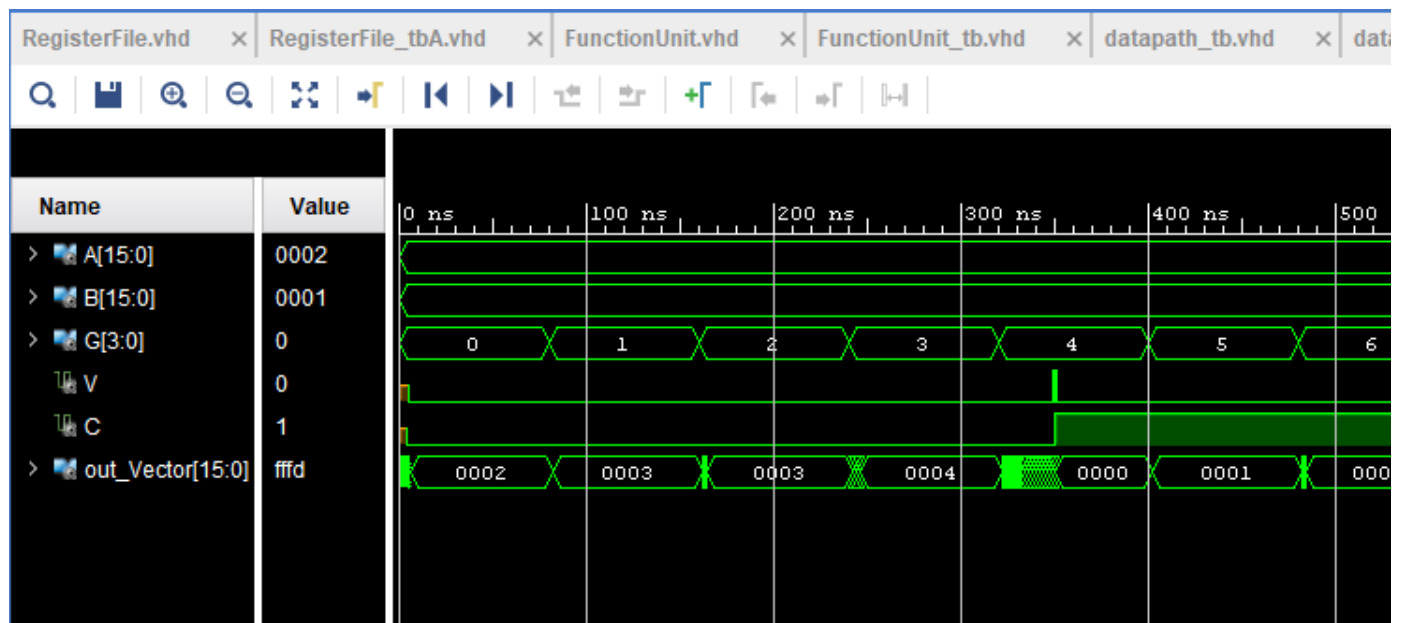 RegisterFile.vhd × RegisterFile_tbA.vhd × FunctionUnit.vhd × FunctionUnit_tb.vhd × datapath_tb.vhd × data
Name Value 0 ns 100 ns 200 ns 300 ns 400 ns 500
> A[15:0] 0002
> B[15:0] 0001
> G[3:0] 0 0 1 2 3 4 5 6
V 0
C 1
> out_Vector[15:0] fffd 0002 0003 0003 0004 0000 0001 000